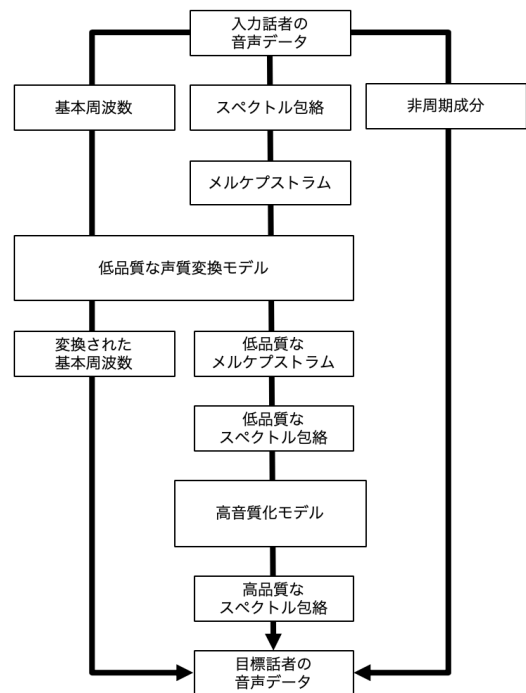 入力話者の
音声データ
基本周波数
スペクトル包絡
非周期成分
メルケプストラム
低品質な声質変換モデル
変換された
基本周波数
低品質な
メルケプストラム
低品質な
スペクトル包絡
高音質化モデル
高品質な
スペクトル包絡
目標話者の
音声データ